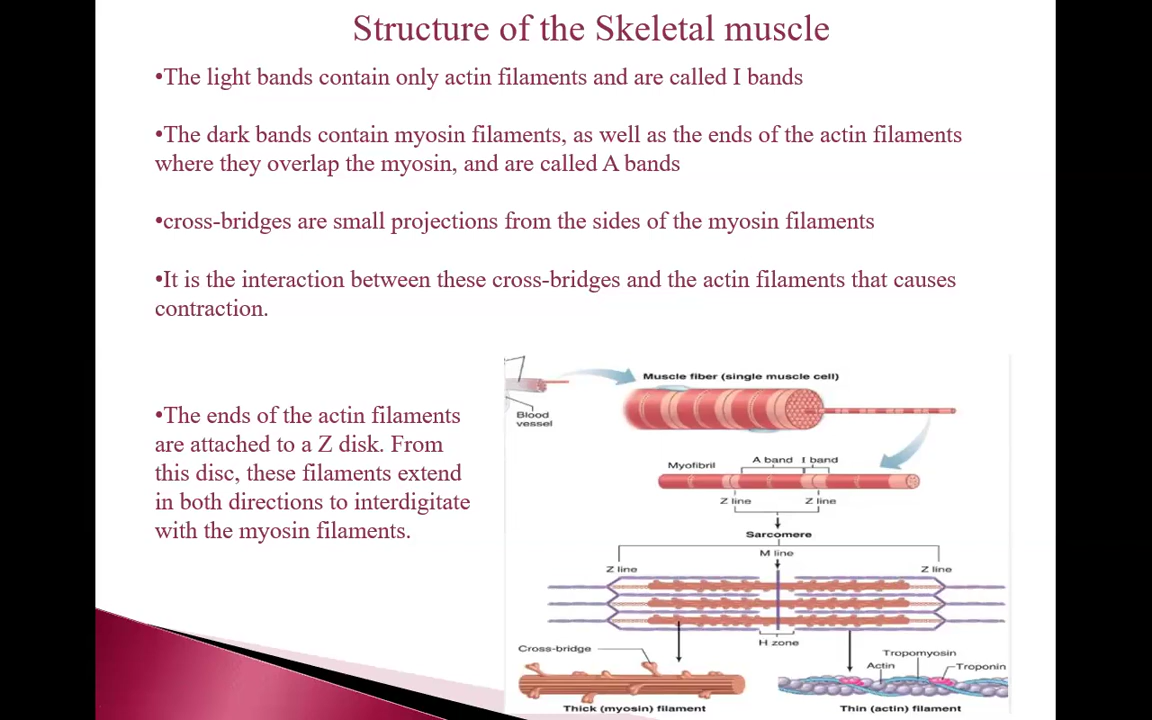 Structure of the Skeletal muscle
•The light bands contain only actin filaments and are called I bands
•The dark bands contain myosin filaments, as well as the ends of the actin filaments
where they overlap the myosin, and are called A bands
•cross-bridges are small projections from the sides of the myosin filaments
•It is the interaction between these cross-bridges and the actin filaments that causes
contraction.
•The ends of the actin filaments
are attached to a Z disk. From
this disc, these filaments extend
in both directions to interdigitate
with the myosin filaments.
Muscle fiber (single muscle cell)
Blood
vessel
A band I band
Myofibril
Z line Z line
Sarcomere
M line
Z line Z line
H zone
Cross-bridge
Tropomyosin
Actin Troponin
Thick (myosin) filament
Thin (actin) filament